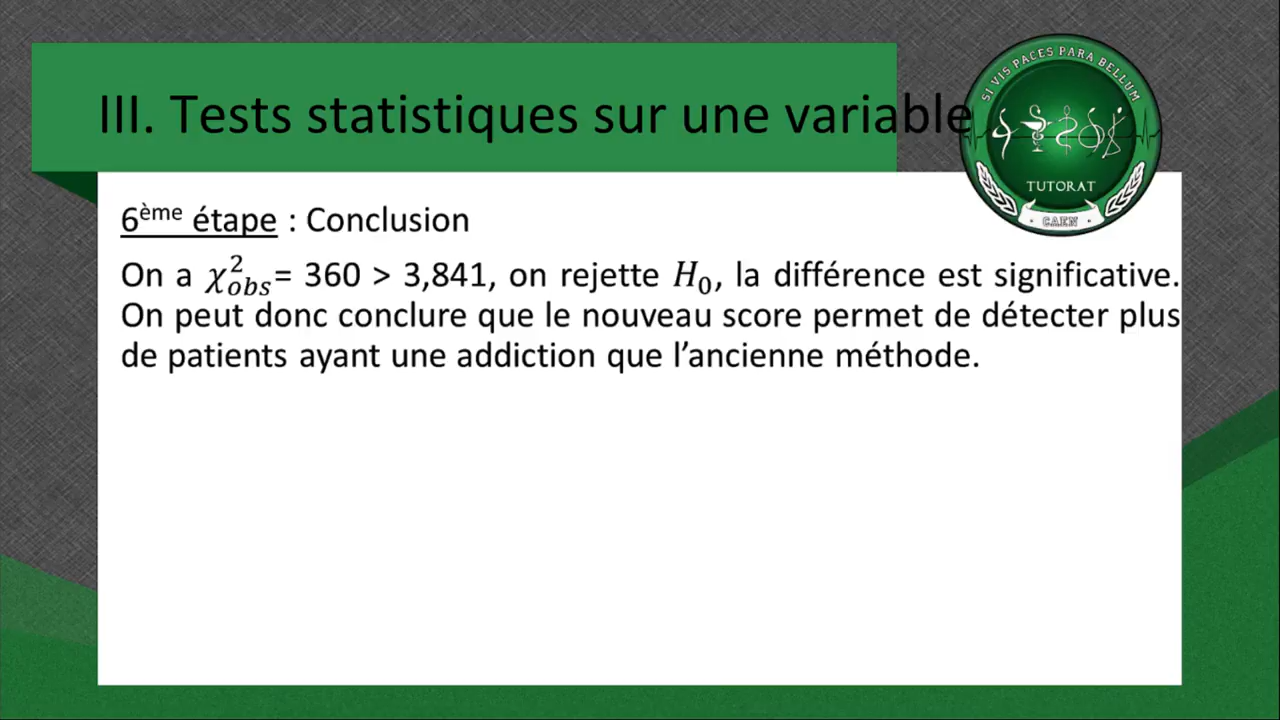 III. Tests statistiques sur une variable
SI VIS PACES PARA BELLUM
TUTORAT
CAEN
6ème étape : Conclusion
On a χ²obs= 360 > 3,841, on rejette H₀, la différence est significative.
On peut donc conclure que le nouveau score permet de détecter plus
de patients ayant une addiction que l’ancienne méthode.